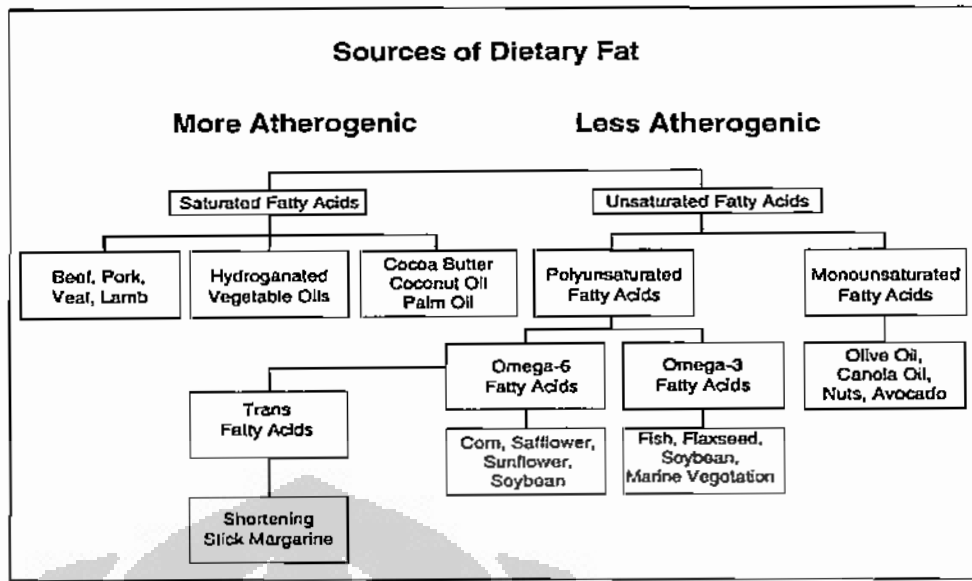 Sources of Dietary Fat
More Atherogenic
Less Atherogenic
Saturated Fatty Acids
Unsaturated Fatty Acids
Beef, Pork,
Veal, Lamb
Hydroganated
Vegetable Oils
Cocoa Butter
Coconut Oil
Palm Oil
Polyunsaturated
Fatty Acids
Monounsaturated
Fatty Acids
Trans
Fatty Acids
Omega-6
Fatty Acids
Omega-3
Fatty Acids
Olive Oil,
Canola Oil,
Nuts, Avocado
Corn, Safflower,
Sunflower,
Soybean
Fish, Flaxseed,
Soybean,
Marine Vegotation
Shortening
Slick Margarine